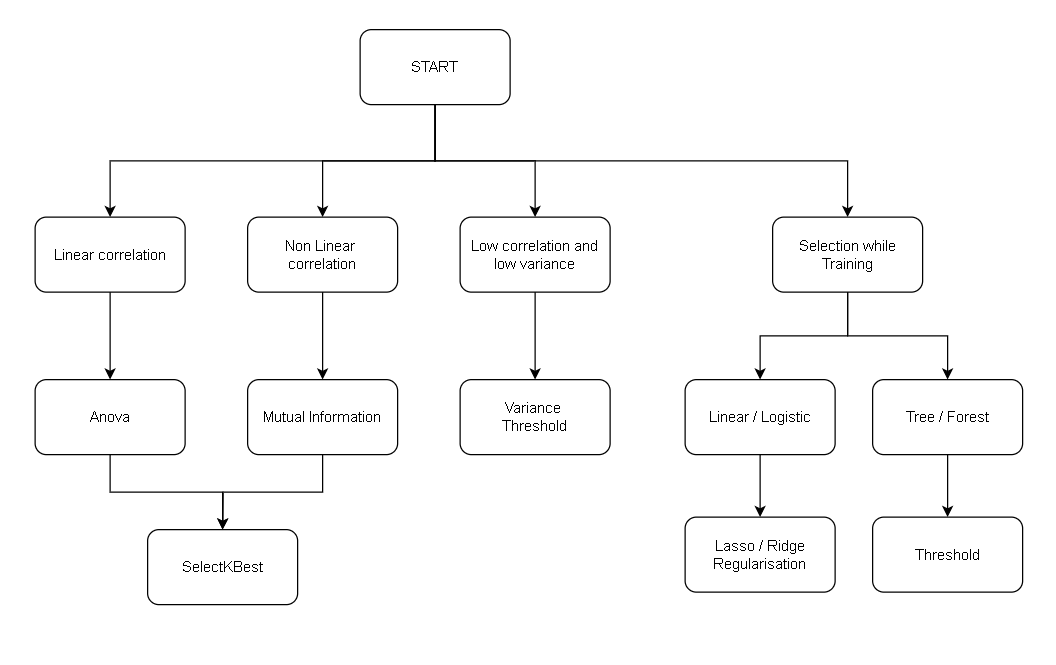 START
Linear correlation
Non Linear
correlation
Low correlation and
low variance
Selection while
Training
Anova
Mutual Information
Variance
Threshold
Linear / Logistic
Tree / Forest
SelectKBest
Lasso / Ridge
Regularisation
Threshold